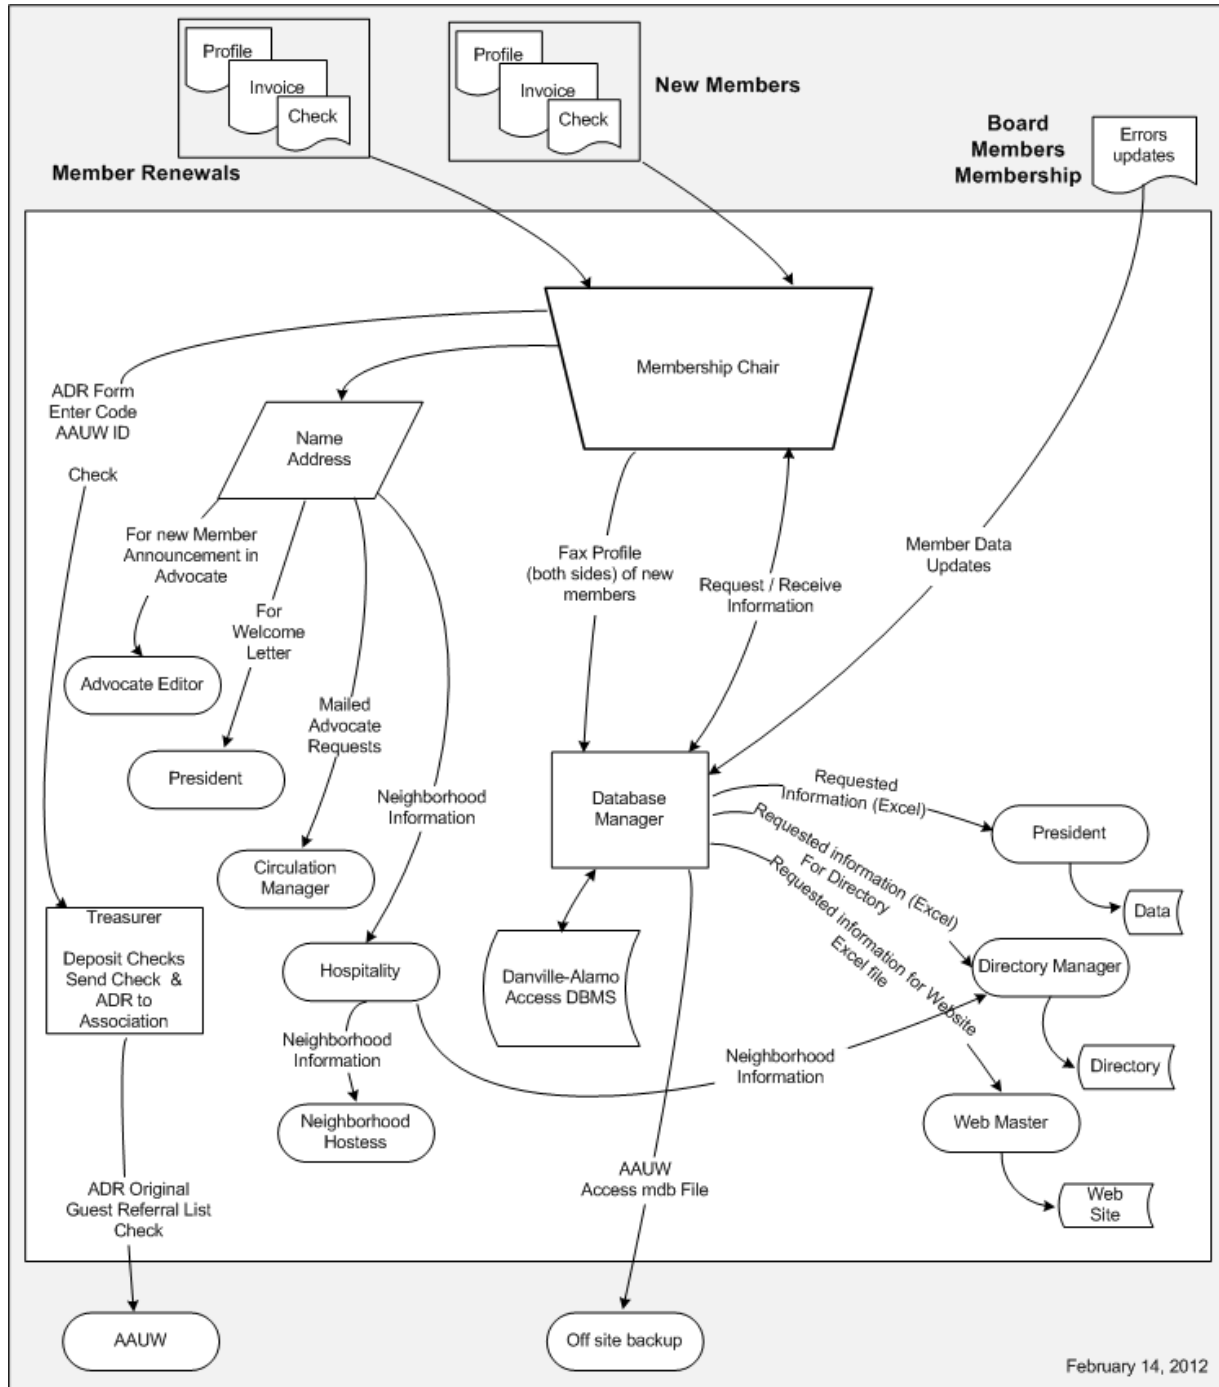 Profile
Invoice
Check
Member Renewals
Profile
Invoice
Check
New Members
Board
Members
Membership
Errors
updates
Membership Chair
ADR Form
Enter Code
AAUW ID
Check
Name
Address
For new Member
Announcement in
Advocate
For
Welcome
Letter
Mailed
Advocate
Requests
Neighborhood
Information
Fax Profile
(both sides) of new
members
Request / Receive
Information
Member Data
Updates
Advocate Editor
President
Circulation
Manager
Database
Manager
Requested
Information (Excel)
Requested information (Excel)
For Directory
Requested information for Website
Excel file
President
Data
Treasurer
Deposit Checks
Send Check &
ADR to
Association
Hospitality
Danville-Alamo
Access DBMS
Directory Manager
Directory
Neighborhood
Information
Neighborhood
Information
Neighborhood
Hostess
Web Master
Web
Site
ADR Original
Guest Referral List
Check
AAUW
Access mdb File
AAUW
Off site backup
February 14, 2012